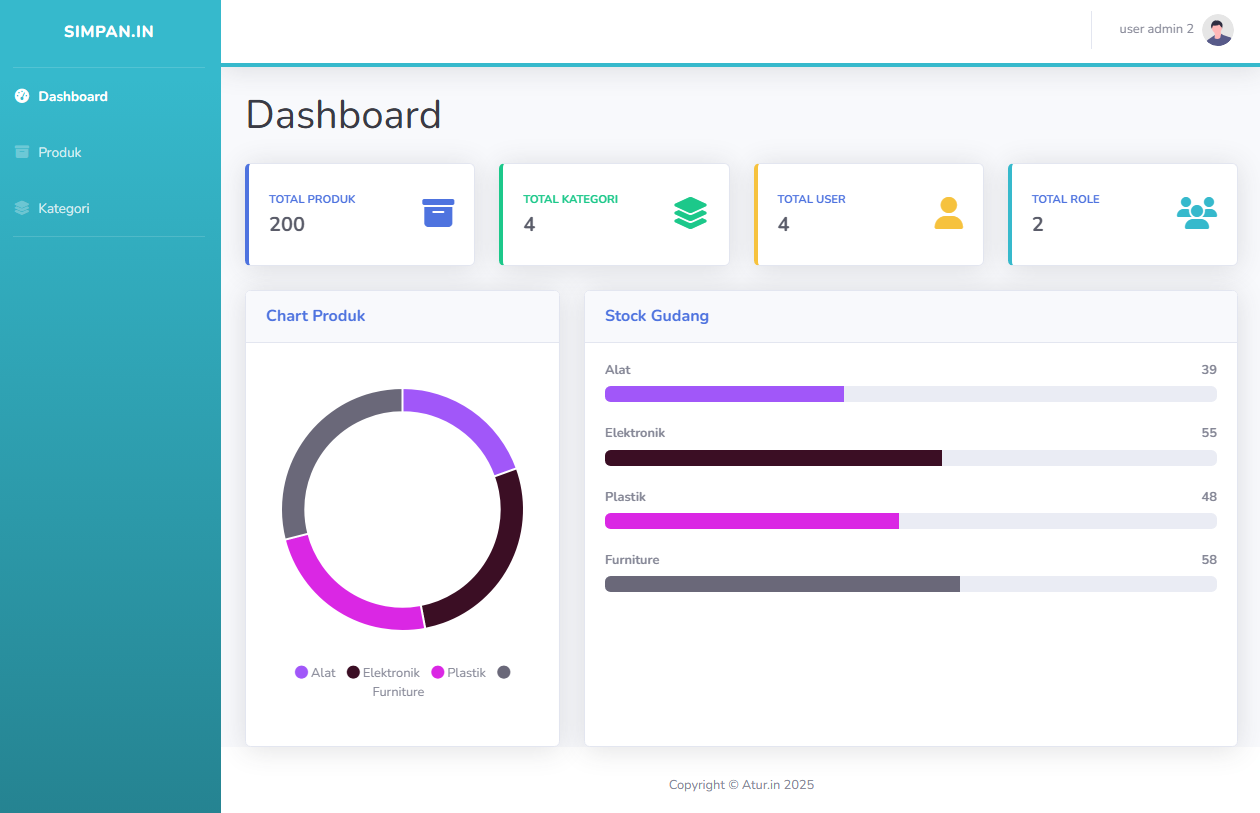 SIMPAN.IN
user admin 2
Dashboard
Produk
Kategori
Dashboard
TOTAL PRODUK
200
TOTAL KATEGORI
4
TOTAL USER
4
TOTAL ROLE
2
Chart Produk
Alat Elektronik Plastik
Furniture
Stock Gudang
Alat 39
Elektronik 55
Plastik 48
Furniture 58
Copyright © Atur.in 2025